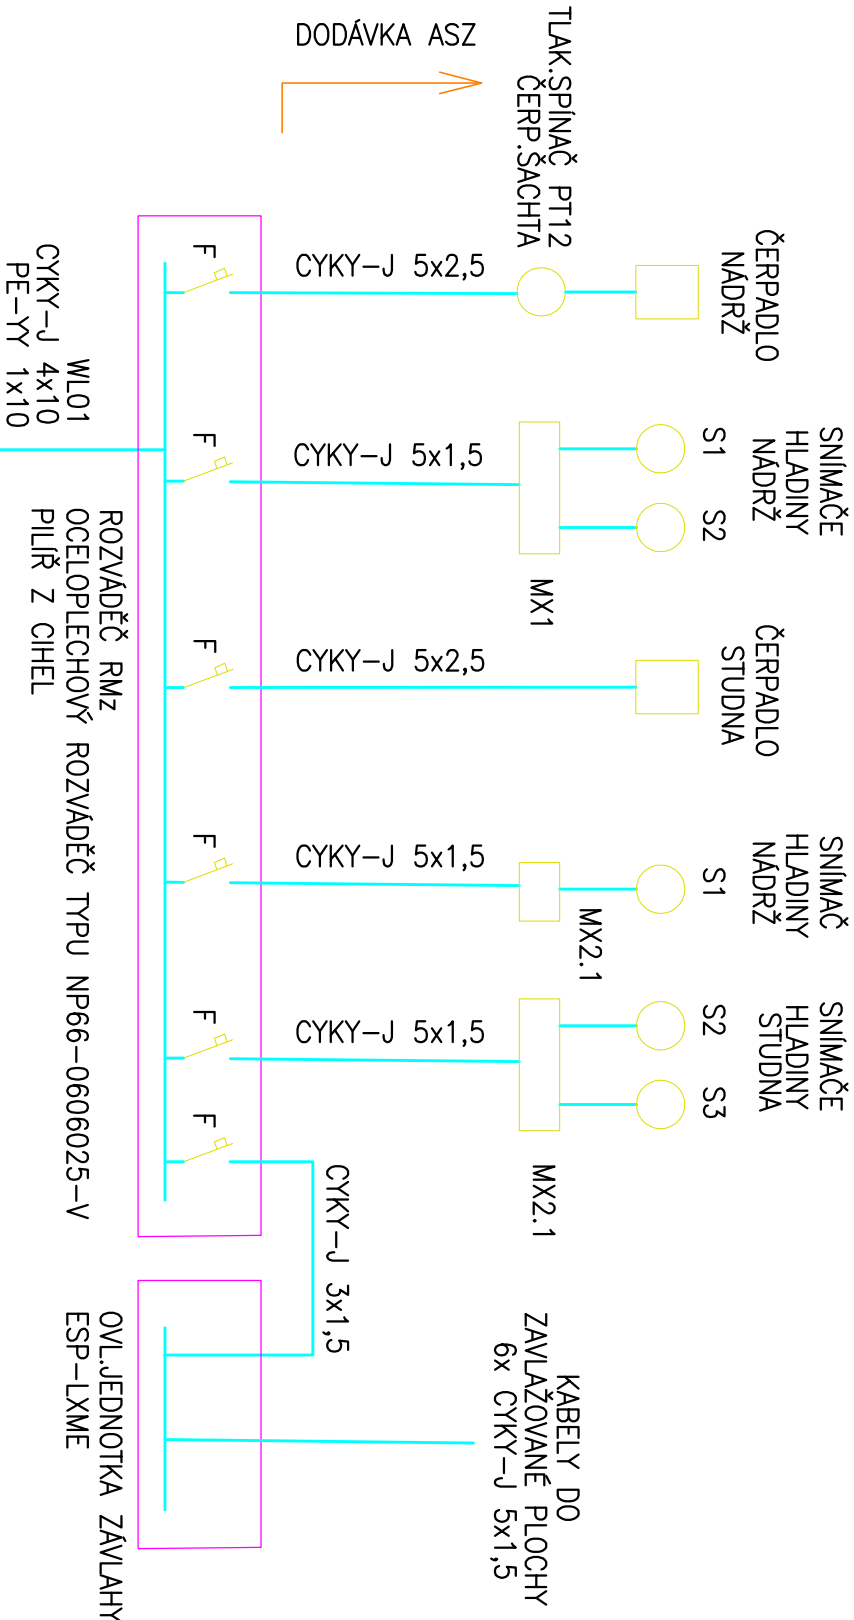 DODÁVKA ASZ
TLAK.SPÍNAČ PT12
ČERP.ŠACHTA
ČERPADLO
NÁDRŽ
SNÍMAČE
HLADINY
NÁDRŽ
S1
S2
MX1
ČERPADLO
STUDNA
SNÍMAČ
HLADINY
NÁDRŽ
S1
MX2.1
SNÍMAČE
HLADINY
STUDNA
S2
S3
MX2.1
CYKY-J 5x2,5
CYKY-J 5x1,5
CYKY-J 5x2,5
CYKY-J 5x1,5
CYKY-J 5x1,5
CYKY-J 3x1,5
KABELY DO
ZAVLAŽOVANÉ PLOCHY
6x CYKY-J 5x1,5
F
F
F
F
F
F
WL01
CYKY-J 4x10
PE-YY 1x10
ROZVÁDĚČ RMz
OCELOPLECHOVÝ ROZVÁDĚČ TYPU NP66-0606025-V
PILÍŘ Z CIHEL
OVL.JEDNOTKA ZÁVLAHY
ESP-LXME